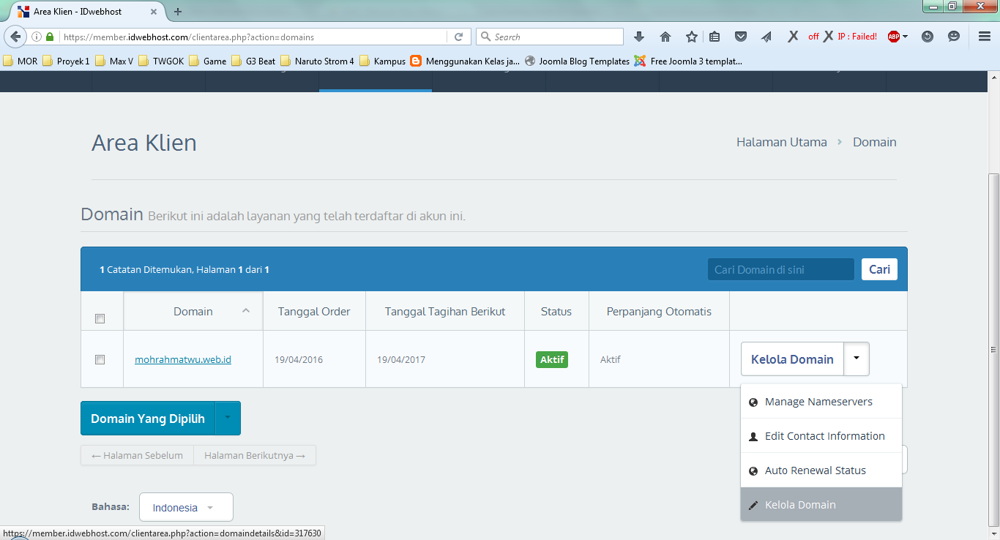 Area Klien - IDwebhost
https://member.idwebhost.com/clientarea.php?action=domains
Search
off
IP : Failed!
ABP
MOR
Proyek 1
Max V
TWGOK
Game
G3 Beat
Naruto Strom 4
Kampus
Menggunakan Kelas ja...
Joomla Blog Templates
Free Joomla 3 templat...
Area Klien
Halaman Utama
Domain
Domain Berikut ini adalah layanan yang telah terdaftar di akun ini.
1 Catatan Ditemukan, Halaman 1 dari 1
Cari Domain di sini
Cari
Domain
Tanggal Order
Tanggal Tagihan Berikut
Status
Perpanjang Otomatis
mohrahmatwu.web.id
19/04/2016
19/04/2017
Aktif
Aktif
Kelola Domain
Manage Nameservers
Edit Contact Information
Auto Renewal Status
Kelola Domain
Domain Yang Dipilih
← Halaman Sebelum
Halaman Berikutnya →
Bahasa:
Indonesia
https://member.idwebhost.com/clientarea.php?action=domaindetails&id=317630